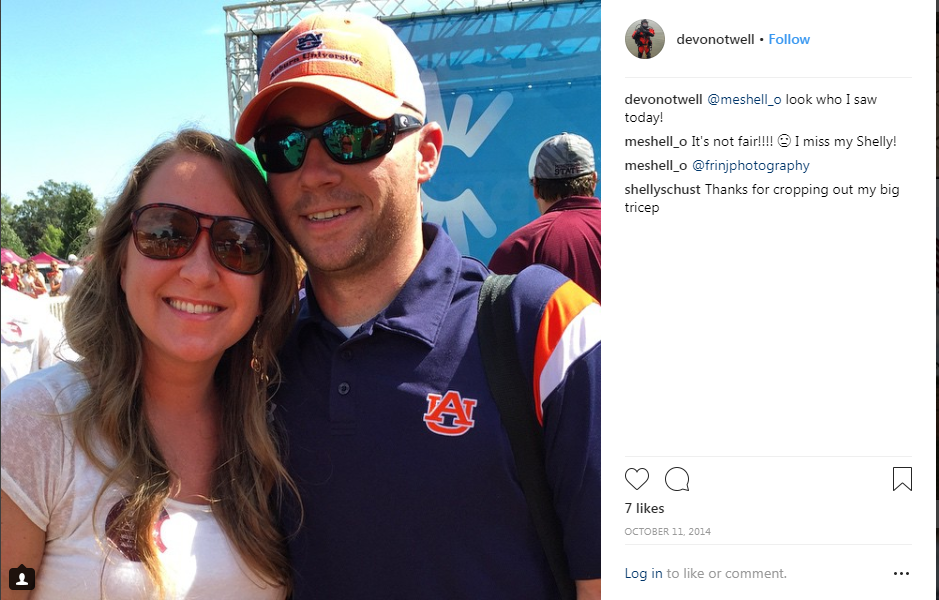 AU
Auburn University
STATE
AU
devonotwell • Follow
devonotwell @meshell_o look who I saw
today!
meshell_o It's not fair!!!! 😕 I miss my Shelly!
meshell_o @frinjphotography
shellyschust Thanks for cropping out my big
tricep
7 likes
OCTOBER 11, 2014
Log in to like or comment.